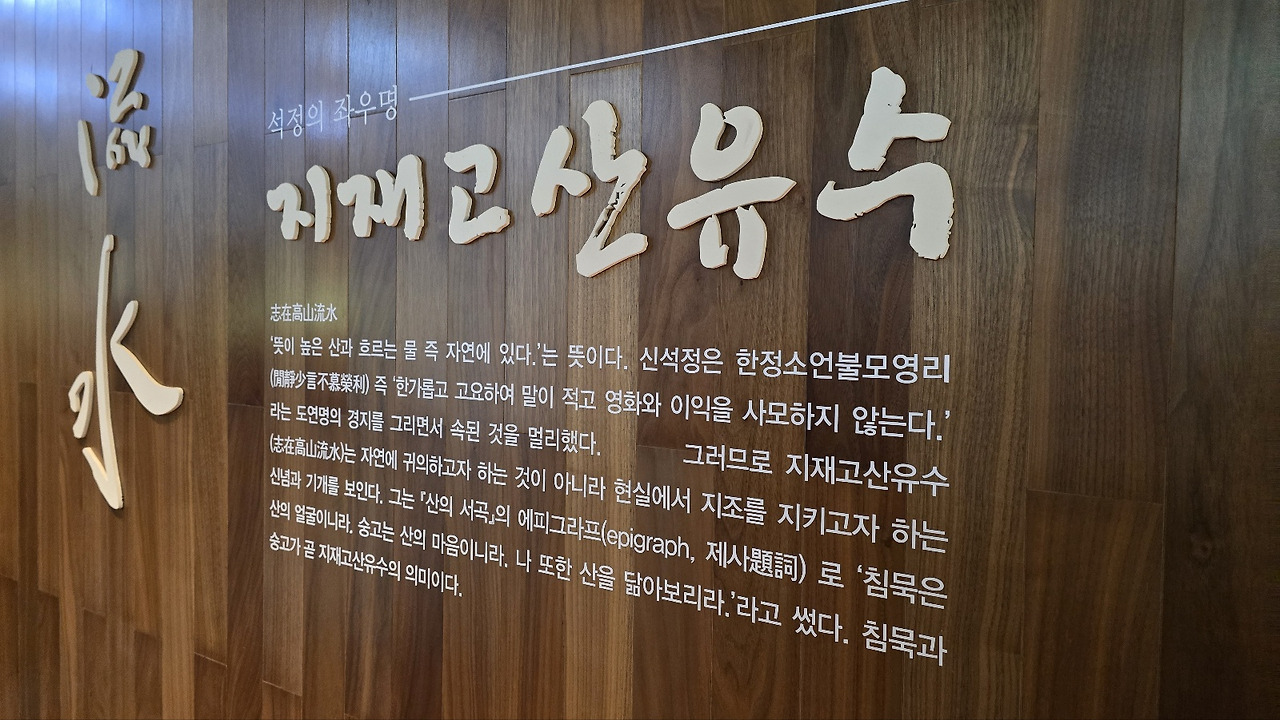 流
水
석정의 좌우명
지재고산유수
志在高山流水
'뜻이 높은 산과 흐르는 물 즉 자연에 있다.'는 뜻이다. 신석정은 한정소언불모영리
(閒靜少言不慕榮利) 즉 '한가롭고 고요하여 말이 적고 영화와 이익을 사모하지 않는다.'
라는 도연명의 경지를 그리면서 속된 것을 멀리했다. 그러므로 지재고산유수
(志在高山流水)는 자연에 귀의하고자 하는 것이 아니라 현실에서 지조를 지키고자 하는
신념과 기개를 보인다. 그는 『산의 서곡』의 에피그라프(epigraph, 제사題詞) 로 '침묵은
산의 얼굴이니라. 숭고는 산의 마음이니라. 나 또한 산을 닮아보리라.'라고 썼다. 침묵과
숭고가 곧 지재고산유수의 의미이다.